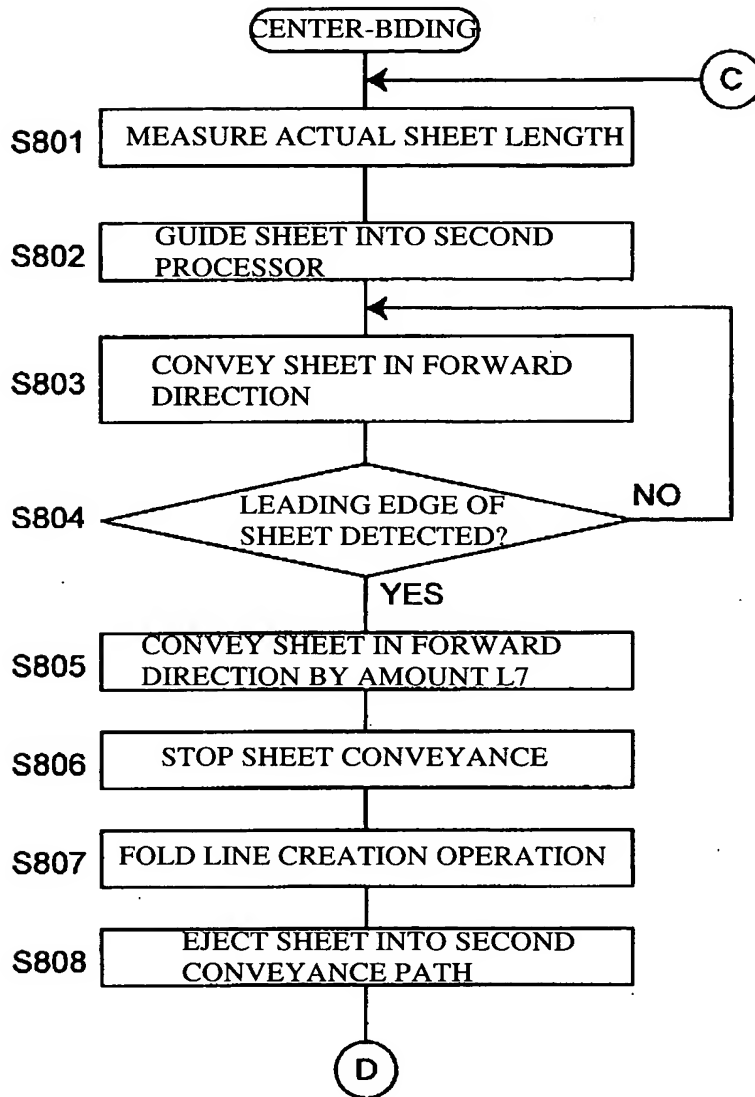 CENTER-BIDING
C
S801
MEASURE ACTUAL SHEET LENGTH
S802
GUIDE SHEET INTO SECOND
PROCESSOR
S803
CONVEY SHEET IN FORWARD
DIRECTION
S804
LEADING EDGE OF
SHEET DETECTED?
NO
YES
S805
CONVEY SHEET IN FORWARD
DIRECTION BY AMOUNT L7
S806
STOP SHEET CONVEYANCE
S807
FOLD LINE CREATION OPERATION
S808
EJECT SHEET INTO SECOND
CONVEYANCE PATH
D